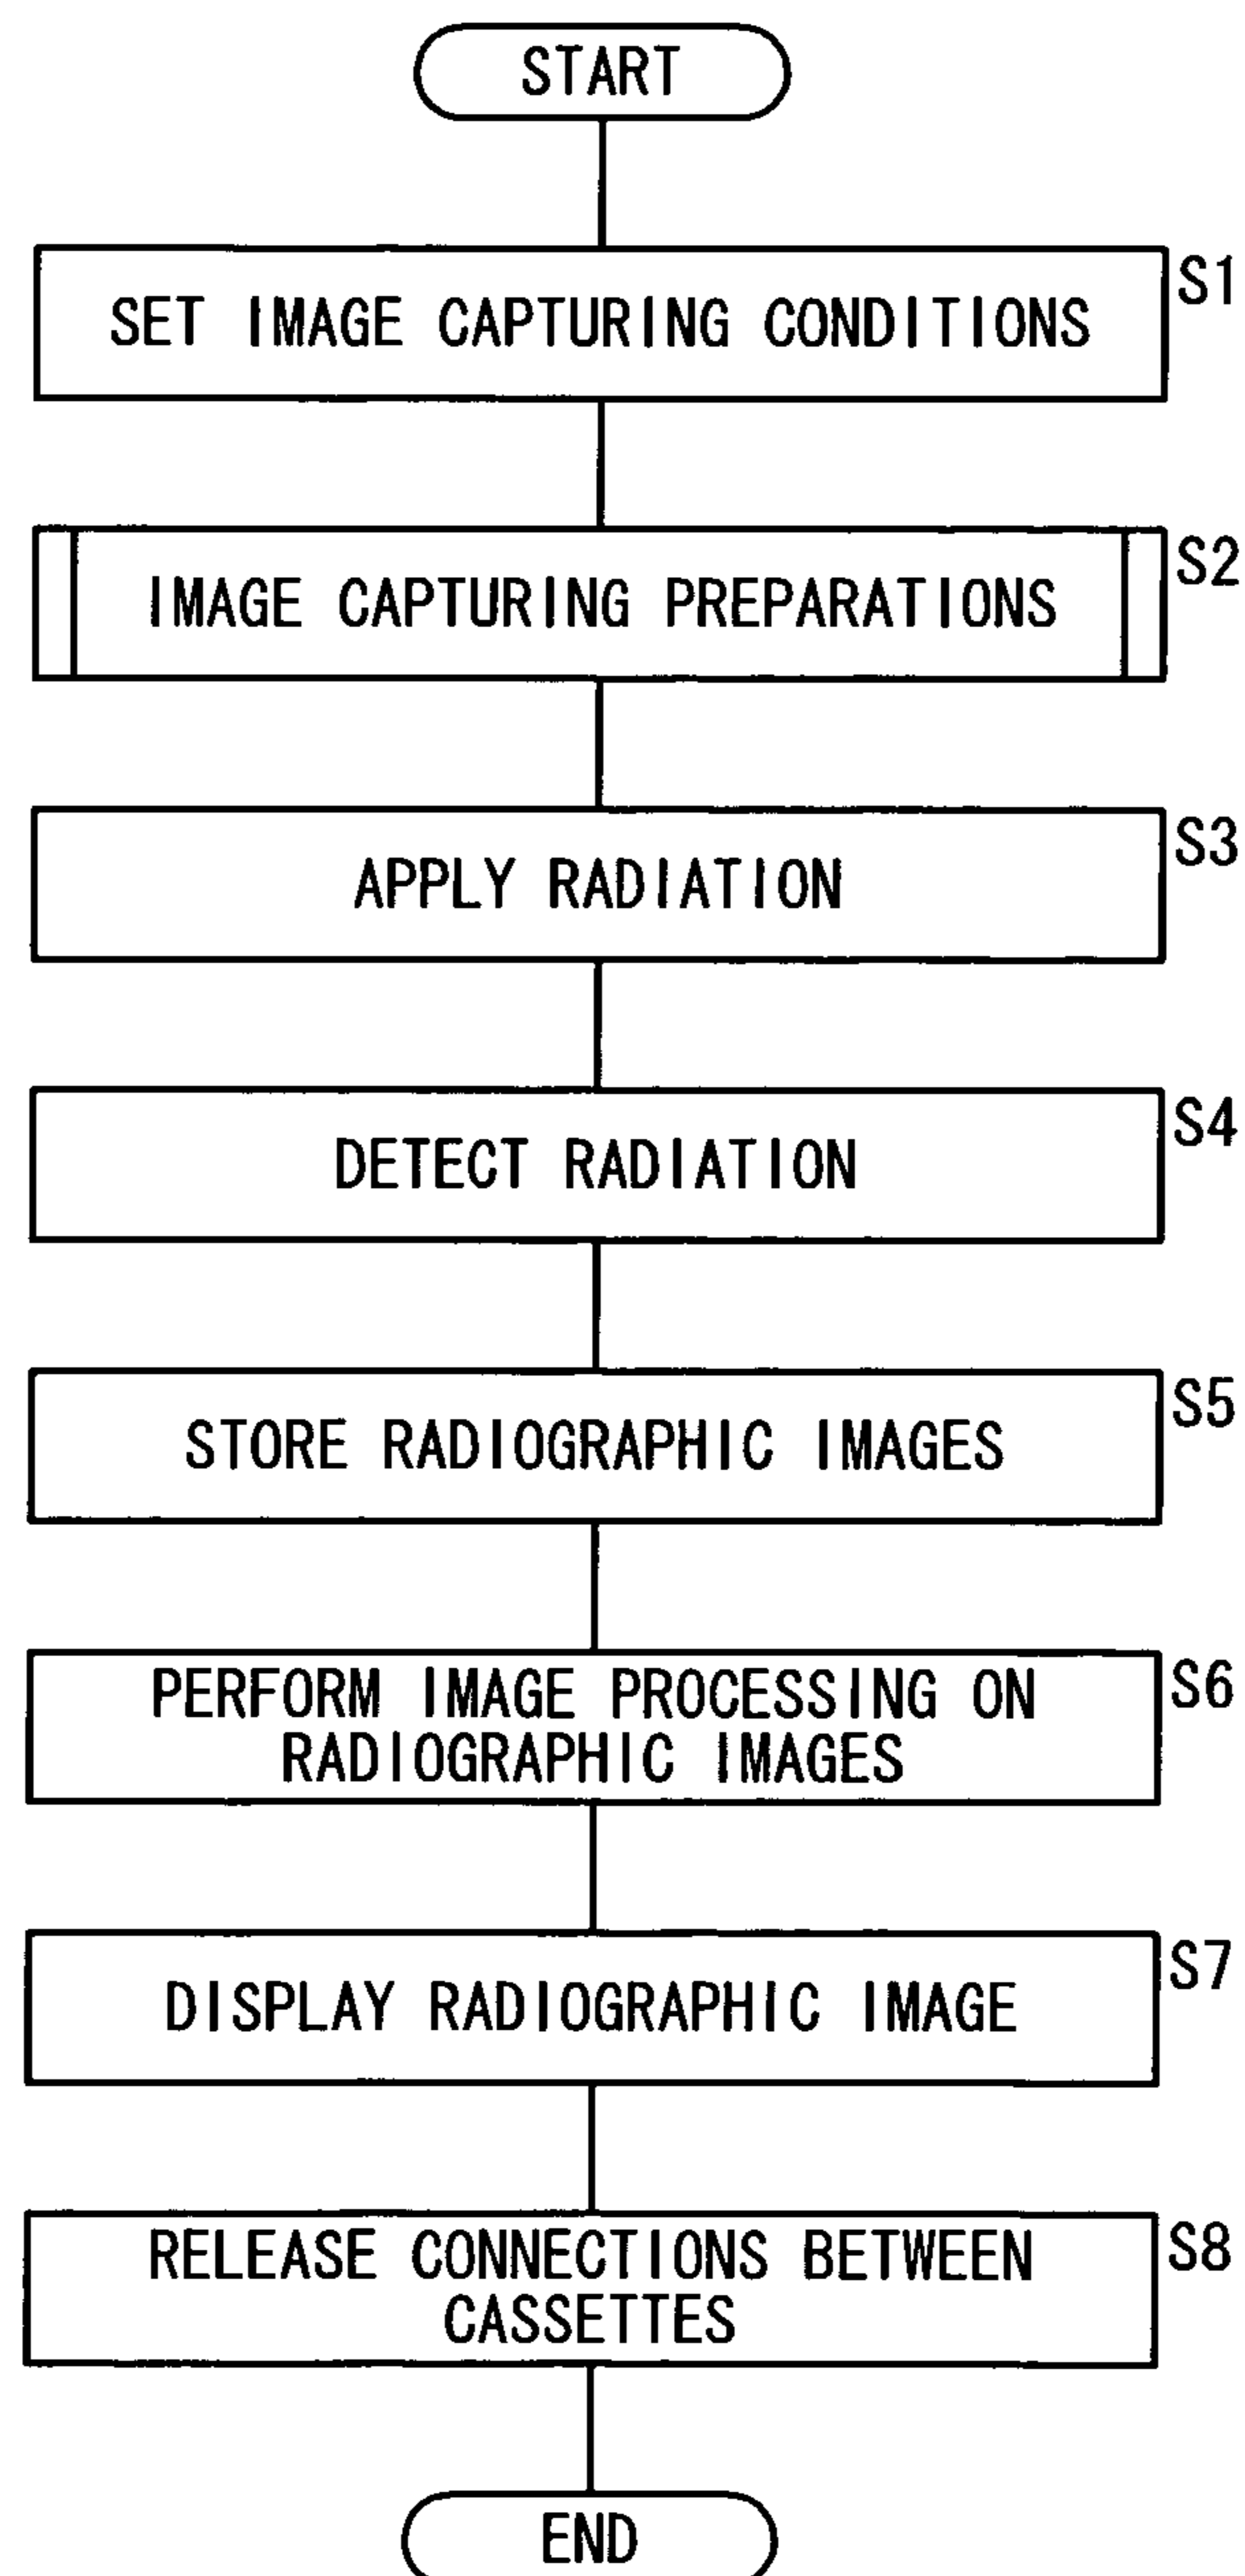 START
SET IMAGE CAPTURING CONDITIONS
S1
IMAGE CAPTURING PREPARATIONS
S2
APPLY RADIATION
S3
DETECT RADIATION
S4
STORE RADIOGRAPHIC IMAGES
S5
PERFORM IMAGE PROCESSING ON
RADIOGRAPHIC IMAGES
S6
DISPLAY RADIOGRAPHIC IMAGE
S7
RELEASE CONNECTIONS BETWEEN
CASSETTES
S8
END